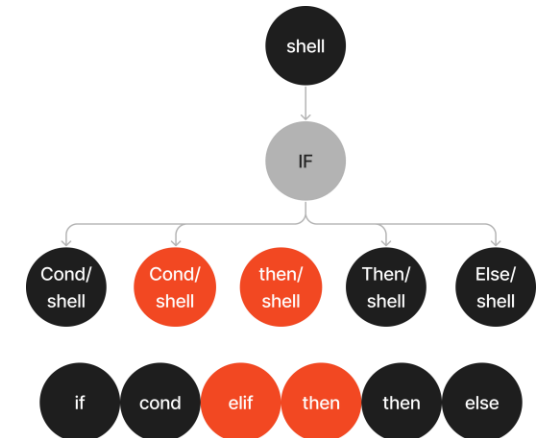 shell
IF
Cond/
shell
Cond/
shell
then/
shell
Then/
shell
Else/
shell
if
cond
elif
then
then
else